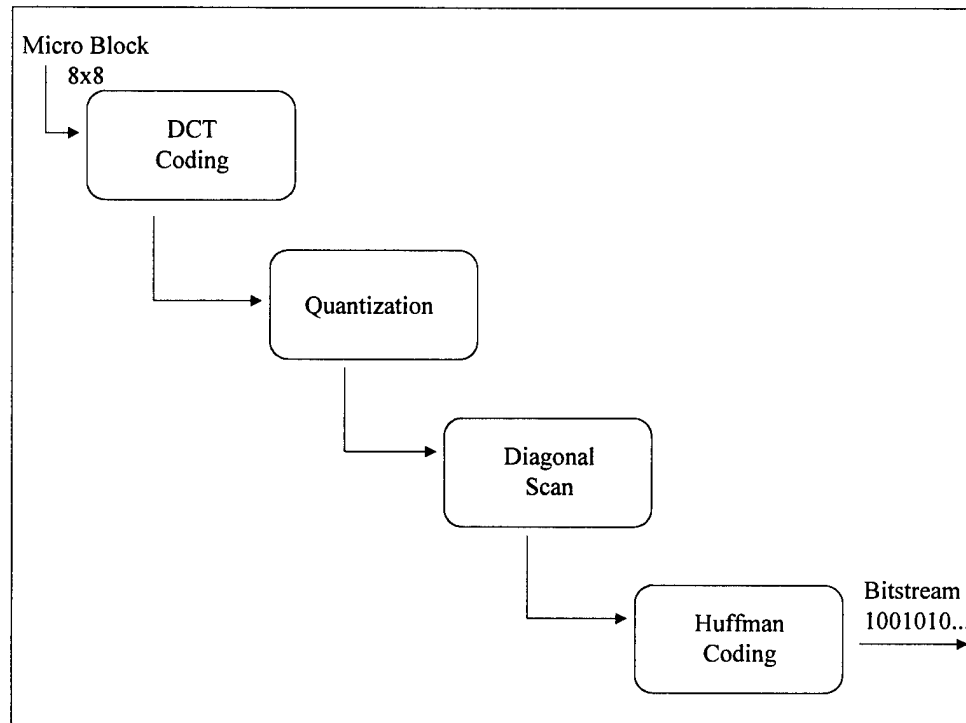 Micro Block
8x8
DCT
Coding
Quantization
Diagonal
Scan
Huffman
Coding
Bitstream
1001010...